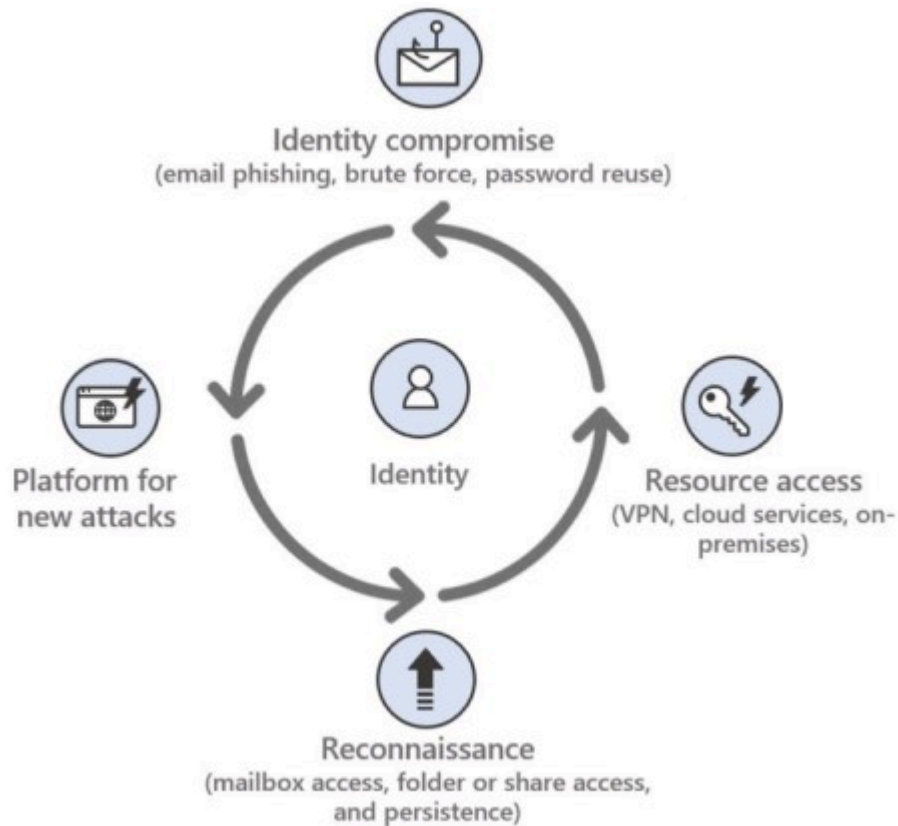 Identity compromise
(email phishing, brute force, password reuse)
Identity
Platform for
new attacks
Resource access
(VPN, cloud services, on-
premises)
Reconnaissance
(mailbox access, folder or share access,
and persistence)